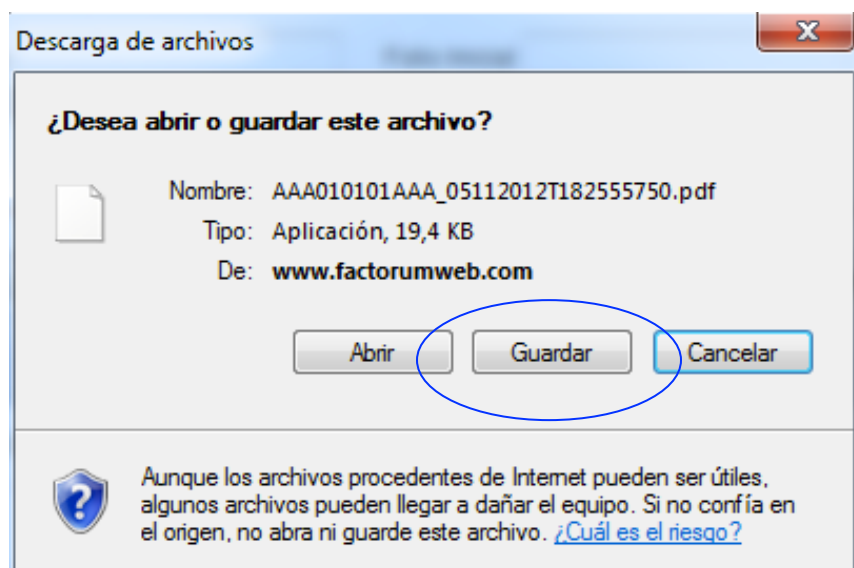 Descarga de archivos
¿Desea abrir o guardar este archivo?
Nombre: AAA010101AAA_05112012T182555750.pdf
Tipo: Aplicación, 19,4 KB
De: www.factorumweb.com
Abrir Guardar Cancelar
Aunque los archivos procedentes de Internet pueden ser útiles,
algunos archivos pueden llegar a dañar el equipo. Si no confía en
el origen, no abra ni guarde este archivo. ¿Cuál es el riesgo?